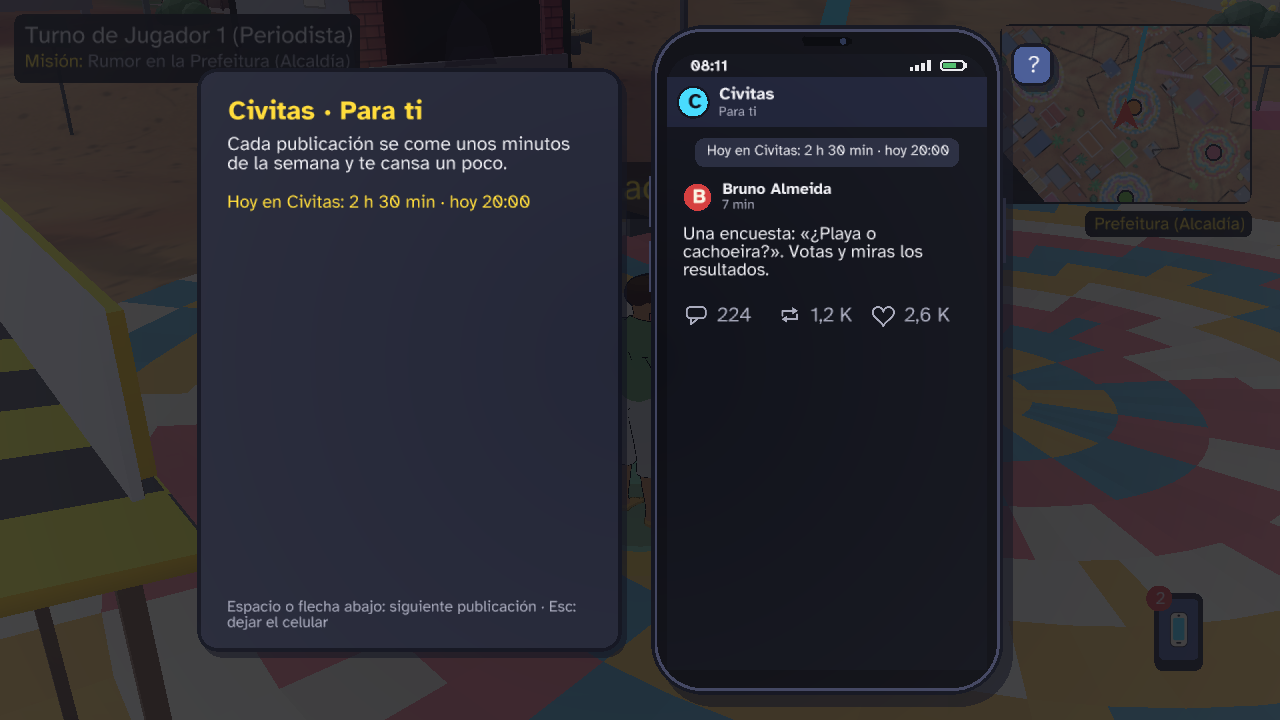 Turno de Jugador 1 (Periodista)
Misión: Rumor en la Prefeitura (Alcaldía)
Civitas · Para ti
Cada publicación se come unos minutos
de la semana y te cansa un poco.
Hoy en Civitas: 2 h 30 min · hoy 20:00
Espacio o flecha abajo: siguiente publicación · Esc:
dejar el celular
08:11
C
Civitas
Para ti
Hoy en Civitas: 2 h 30 min · hoy 20:00
B
Bruno Almeida
7 min
Una encuesta: «¿Playa o
cachoeira?». Votas y miras los
resultados.
224 1,2 K 2,6 K
?
Prefeitura (Alcaldía)
2